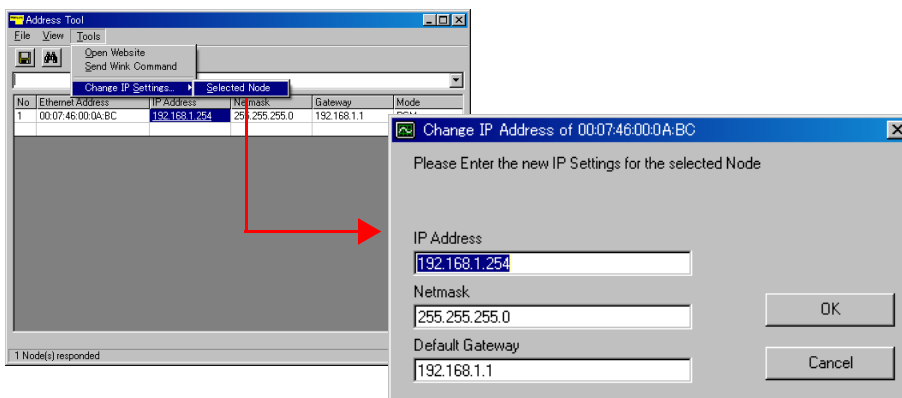 Address Tool
File View Tools
Open Website
Send Wink Command
Change IP Settings...
Selected Node
No Ethernet Address IP Address Netmask Gateway Mode
1 00:07:46:00:0A:BC 192.168.1.254 255.255.255.0 192.168.1.1
1 Node(s) responded
Change IP Address of 00:07:46:00:0A:BC
Please Enter the new IP Settings for the selected Node
IP Address
192.168.1.254
Netmask
255.255.255.0
OK
Default Gateway
192.168.1.1
Cancel